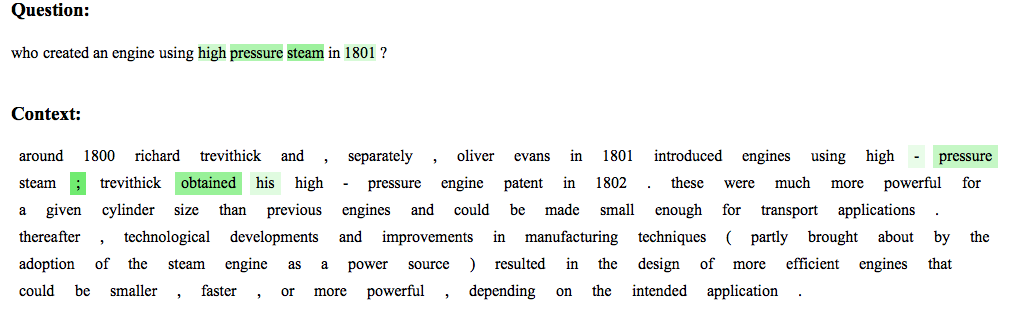 Question:
who created an engine using high pressure steam in 1801 ?
Context:
around 1800 richard trevithick and , separately , oliver evans in 1801 introduced engines using high - pressure
steam ; trevithick obtained his high - pressure engine patent in 1802 . these were much more powerful for
a given cylinder size than previous engines and could be made small enough for transport applications .
thereafter , technological developments and improvements in manufacturing techniques ( partly brought about by the
adoption of the steam engine as a power source ) resulted in the design of more efficient engines that
could be smaller , faster , or more powerful , depending on the intended application .